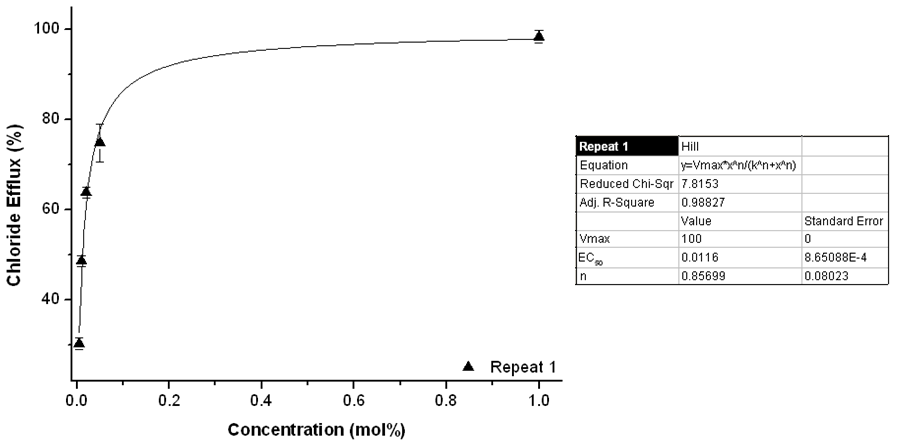 100
80
60
40
Chloride Efflux (%)
0.0 0.2 0.4 0.6 0.8 1.0
Concentration (mol%)
Repeat 1
Repeat 1 Hill
Equation y=Vmax*x^n/(k^n+x^n)
Reduced Chi-Sqr 7.8153
Adj. R-Square 0.98827
Value Standard Error
Vmax 100 0
EC50 0.0116 8.65088E-4
n 0.85699 0.08023